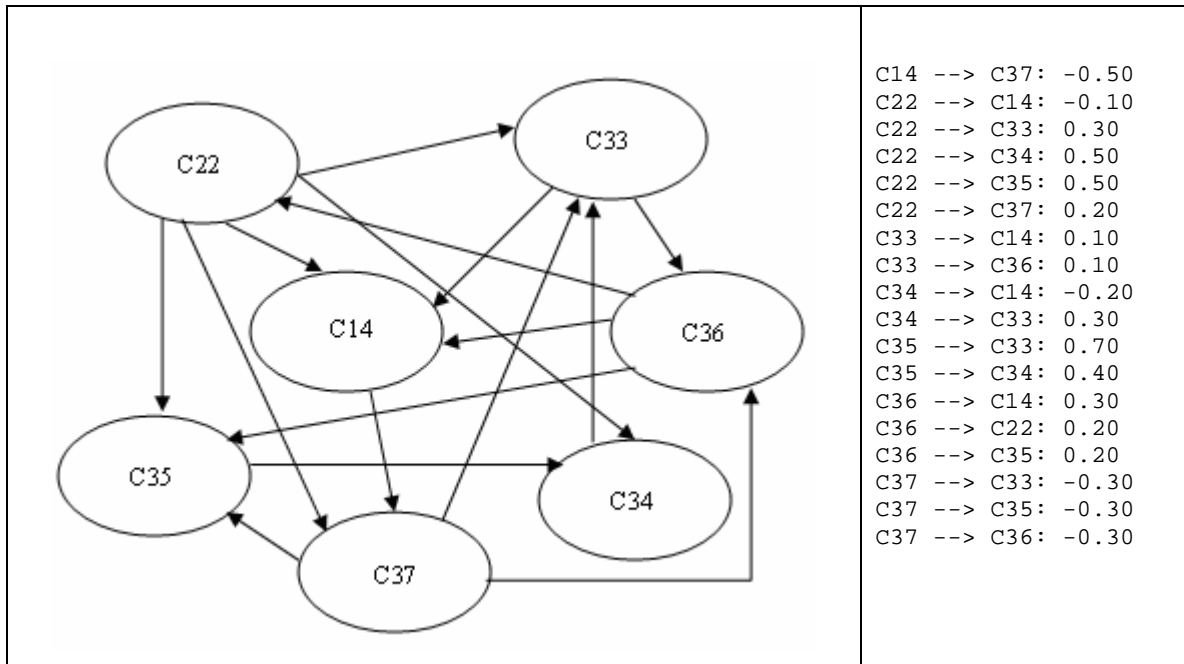 C22
C33
C14
C36
C35
C34
C37
C14 --> C37: -0.50
C22 --> C14: -0.10
C22 --> C33: 0.30
C22 --> C34: 0.50
C22 --> C35: 0.50
C22 --> C37: 0.20
C33 --> C14: 0.10
C33 --> C36: 0.10
C34 --> C14: -0.20
C34 --> C33: 0.30
C35 --> C33: 0.70
C35 --> C34: 0.40
C36 --> C14: 0.30
C36 --> C22: 0.20
C36 --> C35: 0.20
C37 --> C33: -0.30
C37 --> C35: -0.30
C37 --> C36: -0.30